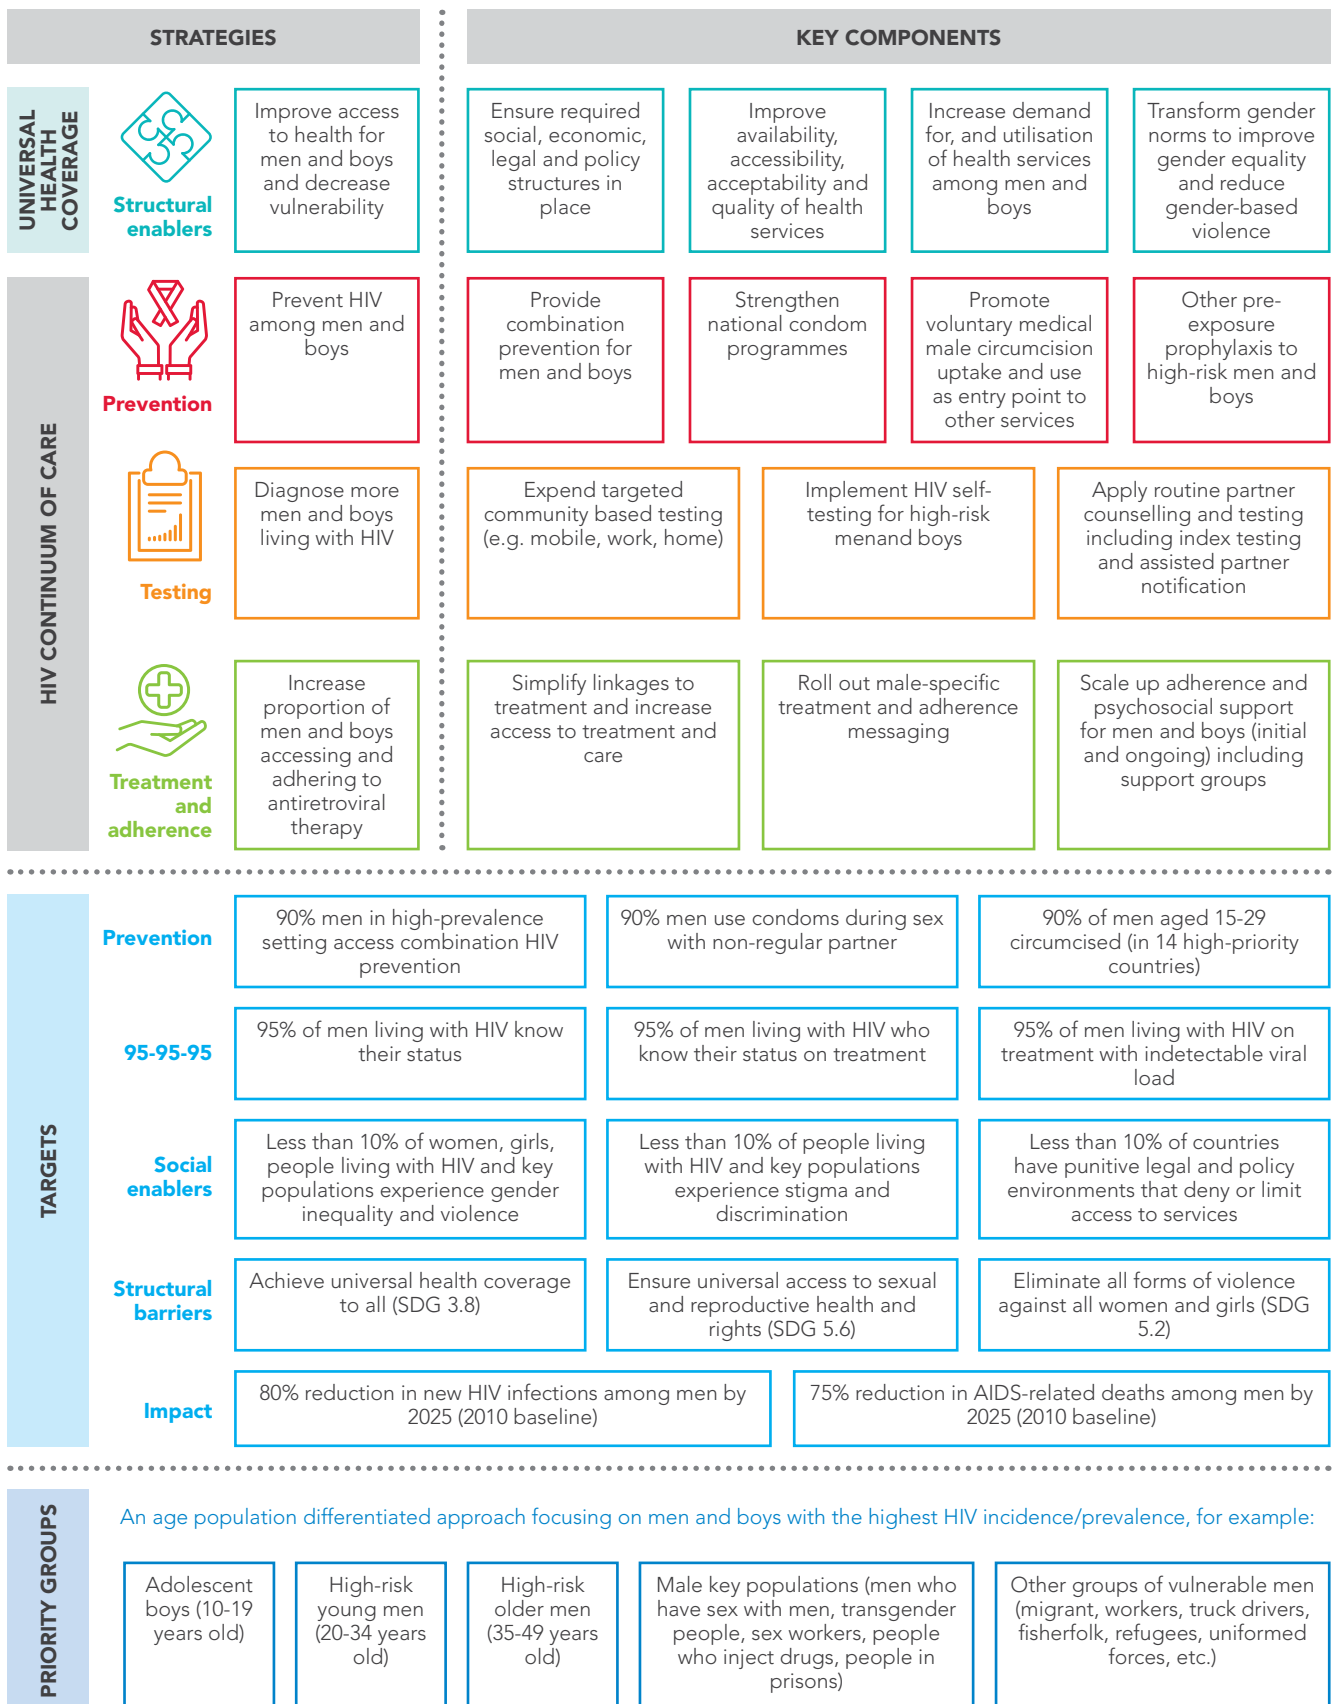 STRATEGIES
KEY COMPONENTS
UNIVERSAL
HEALTH
COVERAGE
Structural
enablers
Improve access
to health for
men and boys
and decrease
vulnerability
Ensure required
social, economic,
legal and policy
structures in
place
Improve
availability,
accessibility,
acceptability and
quality of health
services
Increase demand
for, and utilisation
of health services
among men and
boys
Transform gender
norms to improve
gender equality
and reduce
gender-based
violence
HIV CONTINUUM OF CARE
Prevention
Prevent HIV
among men and
boys
Provide
combination
prevention for
men and boys
Strengthen
national condom
programmes
Promote
voluntary medical
male circumcision
uptake and use
as entry point to
other services
Other pre-
exposure
prophylaxis to
high-risk men and
boys
Testing
Diagnose more
men and boys
living with HIV
Expend targeted
community based testing
(e.g. mobile, work, home)
Implement HIV self-
testing for high-risk
menand boys
Apply routine partner
counselling and testing
including index testing
and assisted partner
notification
Treatment
and
adherence
Increase
proportion of
men and boys
accessing and
adhering to
antiretroviral
therapy
Simplify linkages to
treatment and increase
access to treatment and
care
Roll out male-specific
treatment and adherence
messaging
Scale up adherence and
psychosocial support
for men and boys (initial
and ongoing) including
support groups
TARGETS
Prevention
90% men in high-prevalence
setting access combination HIV
prevention
90% men use condoms during sex
with non-regular partner
90% of men aged 15-29
circumcised (in 14 high-priority
countries)
95-95-95
95% of men living with HIV know
their status
95% of men living with HIV who
know their status on treatment
95% of men living with HIV on
treatment with indetectable viral
load
Social
enablers
Less than 10% of women, girls,
people living with HIV and key
populations experience gender
inequality and violence
Less than 10% of people living
with HIV and key populations
experience stigma and
discrimination
Less than 10% of countries
have punitive legal and policy
environments that deny or limit
access to services
Structural
barriers
Achieve universal health coverage
to all (SDG 3.8)
Ensure universal access to sexual
and reproductive health and
rights (SDG 5.6)
Eliminate all forms of violence
against all women and girls (SDG
5.2)
Impact
80% reduction in new HIV infections among men by
2025 (2010 baseline)
75% reduction in AIDS-related deaths among men by
2025 (2010 baseline)
PRIORITY GROUPS
An age population differentiated approach focusing on men and boys with the highest HIV incidence/prevalence, for example:
Adolescent
boys (10-19
years old)
High-risk
young men
(20-34 years
old)
High-risk
older men
(35-49 years
old)
Male key populations (men who
have sex with men, transgender
people, sex workers, people
who inject drugs, people in
prisons)
Other groups of vulnerable men
(migrant, workers, truck drivers,
fisherfolk, refugees, uniformed
forces, etc.)